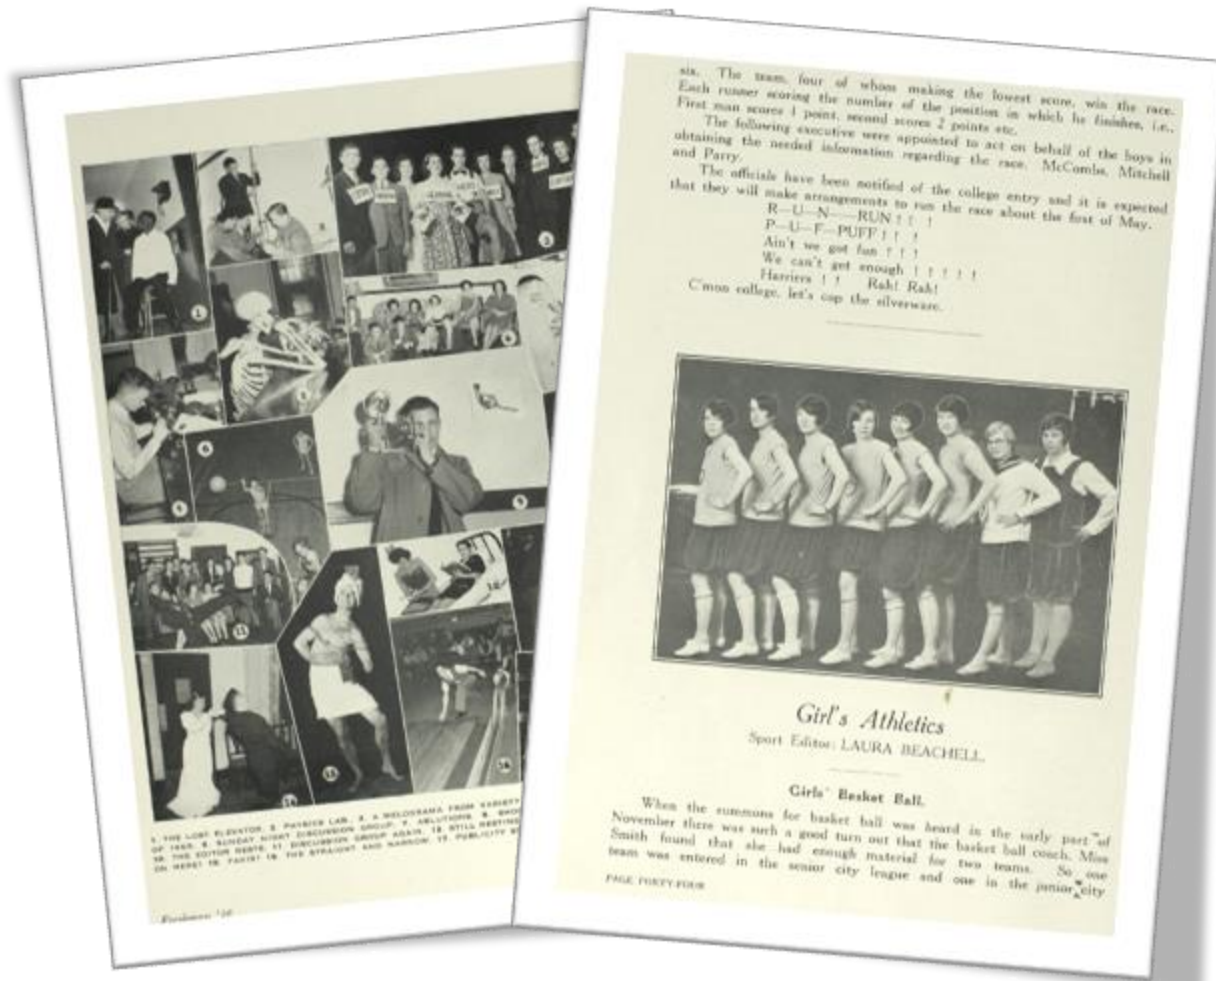 1. THE LOST ELEVATOR. 2. PHYSICS LAB. 3. A MELODRAMA FROM VARIETY
OF 1955. 6. SUNDAY NIGHT DISCUSSION GROUP. 7. ABLUTIONS. 8.
10. THE EDITOR RESTS. 11. DISCUSSION GROUP AGAIN. 12. STILL RESTING
ON HERE? 15. FAKIR? 16. THE STRAIGHT AND NARROW. 17. PUBLICITY
Freshmen '56
six. The team, four of whom making the lowest score, win the race.
Each runner scoring the number of the position in which he finishes, i.e.,
First man scores 1 point, second scores 2 points etc.
The following executive were appointed to act on behalf of the boys in
obtaining the needed information regarding the race. McCombs, Mitchell
and Parry.
The officials have been notified of the college entry and it is expected
that they will make arrangements to run the race about the first of May.
R—U—N——RUN ! ! !
P—U—F—PUFF ! ! !
Ain't we got fun ! ! !
We can't get enough ! ! ! ! !
Harriers ! ! Rah! Rah!
C'mon college, let's cop the silverware.
Girl's Athletics
Sport Editor: LAURA BEACHELL.
Girls' Basket Ball.
When the summons for basket ball was heard in the early part of
November there was such a good turn out that the basket ball coach, Miss
Smith found that she had enough material for two teams. So one
team was entered in the senior city league and one in the junior city
PAGE FORTY-FOUR